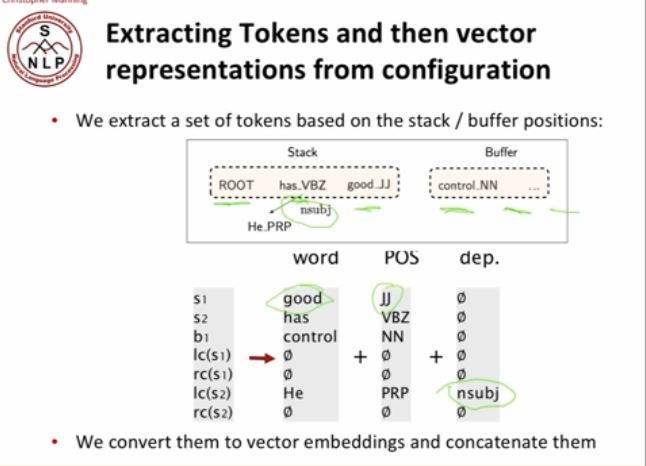 Christopher Manning
Stanford University
S
NLP
Natural Language Processing
Extracting Tokens and then vector
representations from configuration
• We extract a set of tokens based on the stack / buffer positions:
Stack Buffer
ROOT has_VBZ good_JJ control_NN ...
nsubj
He_PRP
word POS dep.
s1 good JJ ∅
s2 has VBZ ∅
b1 control NN ∅
lc(s1) ∅ + ∅ + ∅
rc(s1) ∅ ∅ ∅
lc(s2) He PRP nsubj
rc(s2) ∅ ∅ ∅
• We convert them to vector embeddings and concatenate them